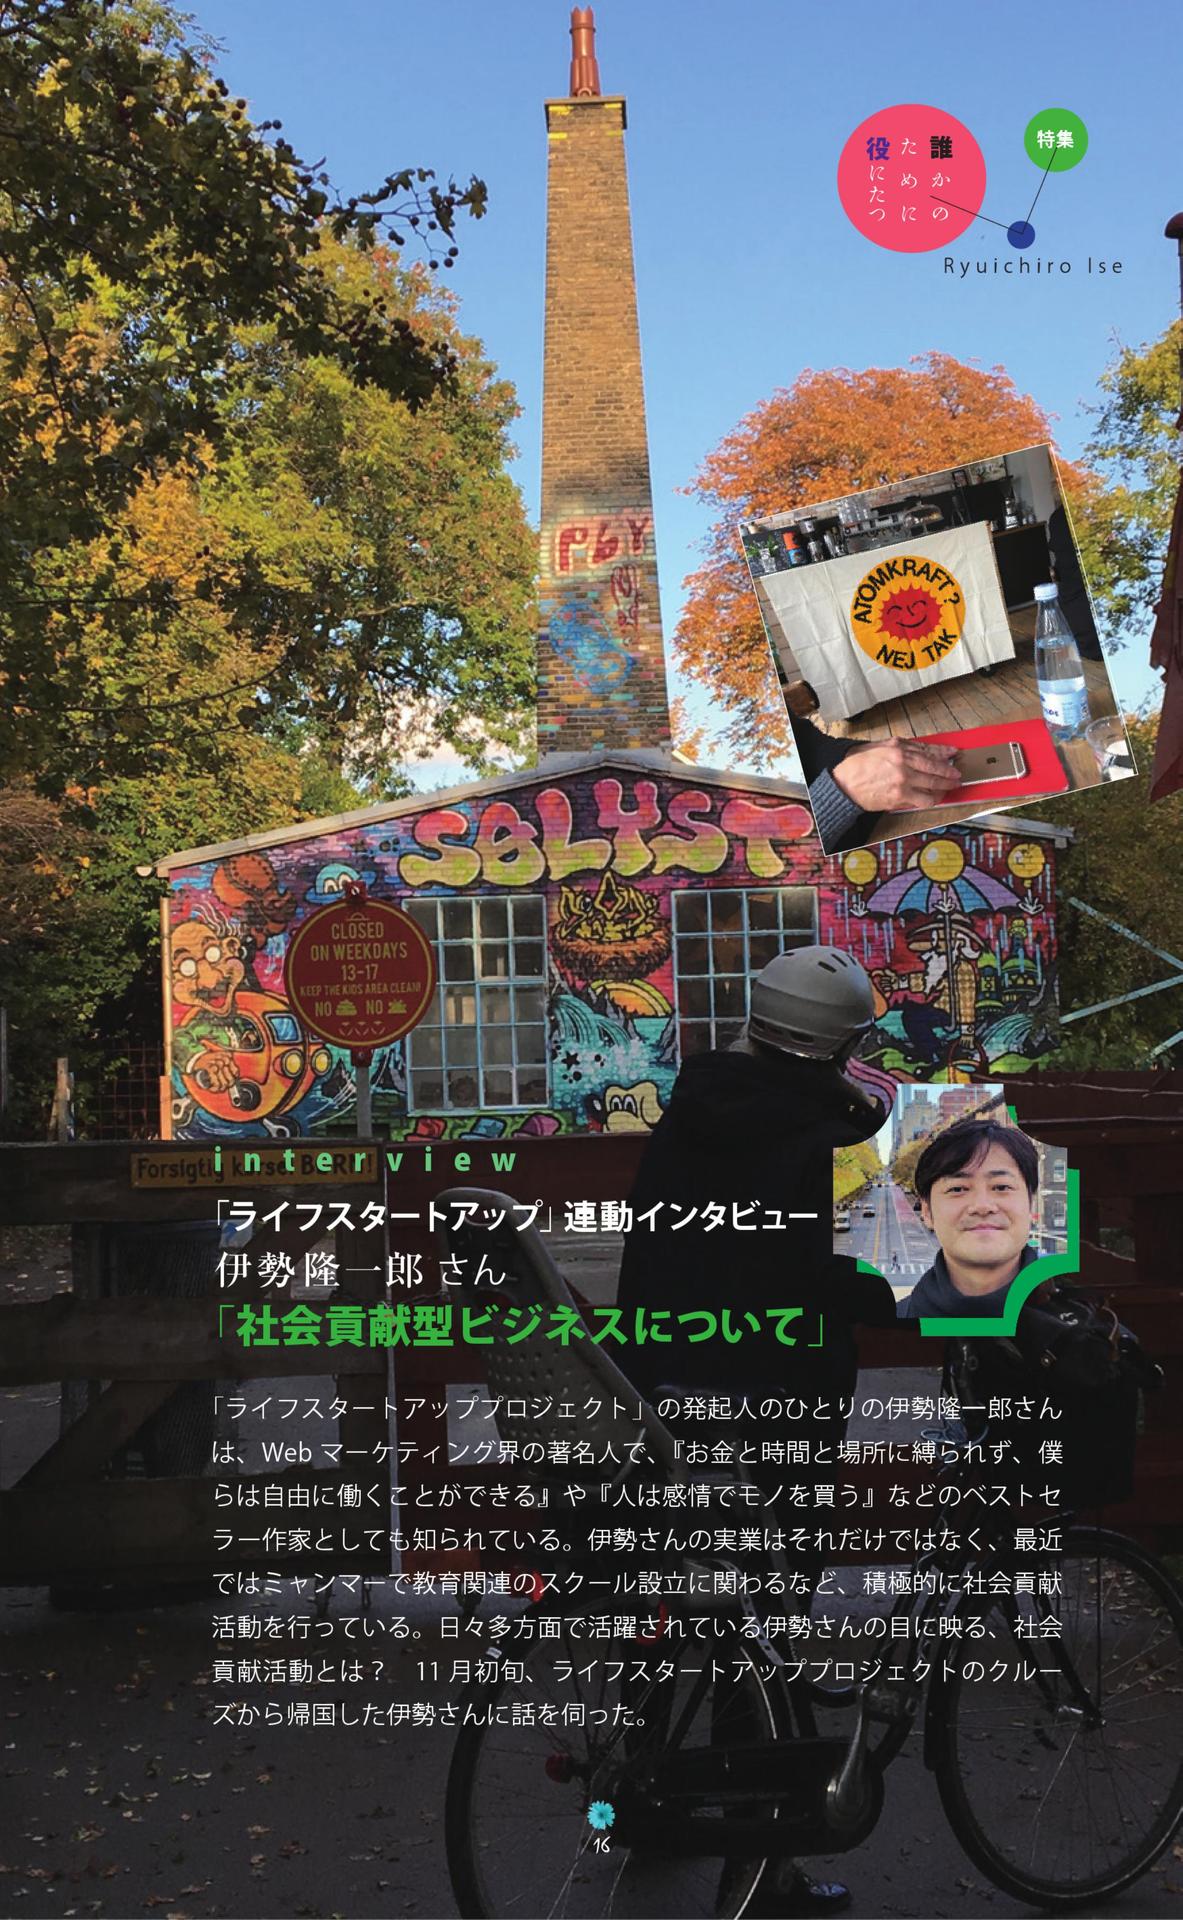 特集
誰かの
ために
役にたつ
Ryuichiro Ise
PbY
ATOMKRAFT?
NEJ TAK
SOLYST
CLOSED
ON WEEKDAYS
13-17
KEEP THE KIDS AREA CLEAN!
NO NO
Forsigtig kørsel BØRN!
interview
「ライフスタートアップ」連動インタビュー
伊勢隆一郎 さん
「社会貢献型ビジネスについて」
「ライフスタートアッププロジェクト」の発起人のひとりの伊勢隆一郎さん
は、Web マーケティング界の著名人で、『お金と時間と場所に縛られず、僕
らは自由に働くことができる』や『人は感情でモノを買う』などのベストセ
ラー作家としても知られている。伊勢さんの実業はそれだけではなく、最近
ではミャンマーで教育関連のスクール設立に関わるなど、積極的に社会貢献
活動を行っている。日々多方面で活躍されている伊勢さんの目に映る、社会
貢献活動とは？　11 月初旬、ライフスタートアッププロジェクトのクルー
ズから帰国した伊勢さんに話を伺った。
16